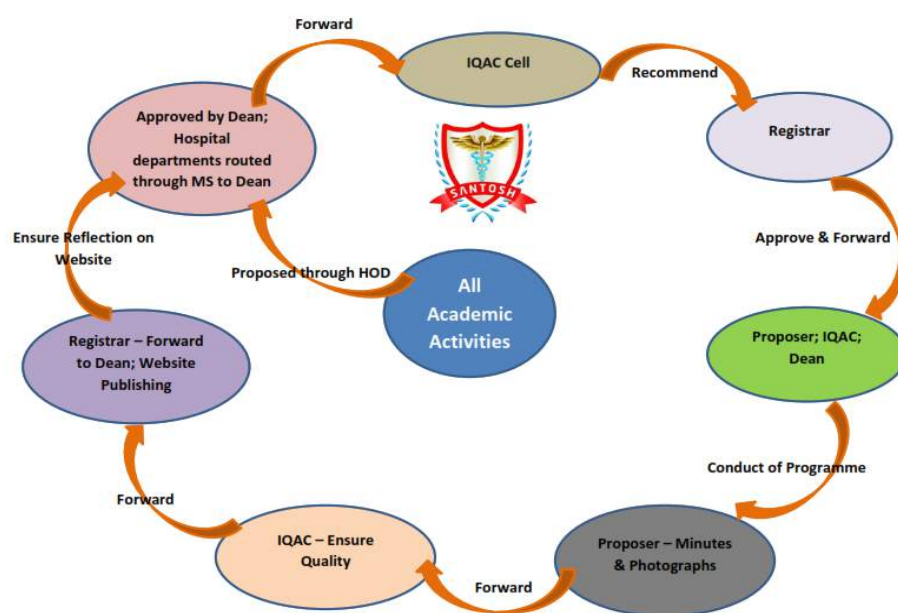 Forward
IQAC Cell
Recommend
Approved by Dean;
Hospital
departments routed
through MS to Dean
Registrar
SANTOSH
Ensure Reflection on
Website
Proposed through HOD
All
Academic
Activities
Approve & Forward
Registrar – Forward
to Dean; Website
Publishing
Proposer; IQAC;
Dean
Conduct of Programme
Forward
IQAC – Ensure
Quality
Proposer – Minutes
& Photographs
Forward